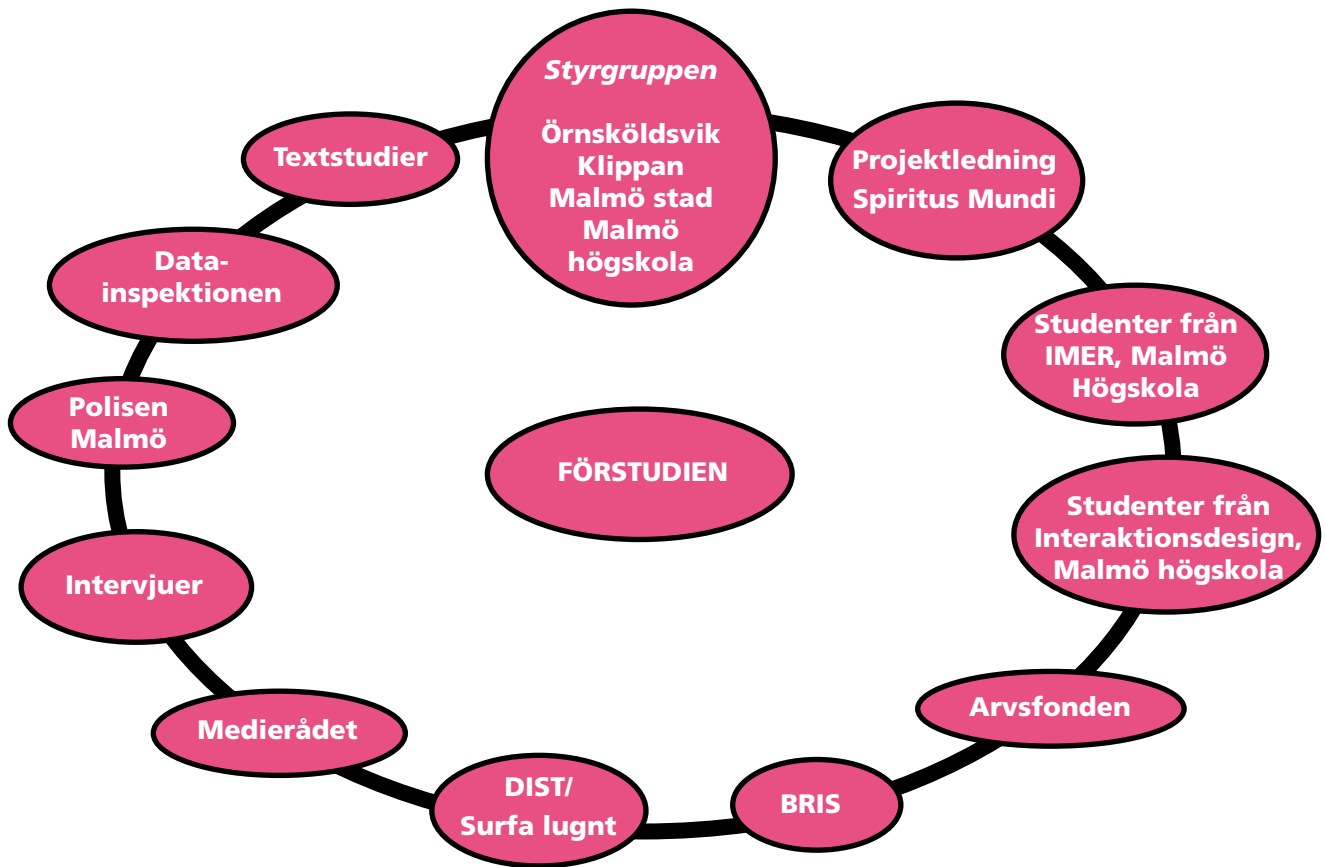 Styrgruppen
Örnsköldsvik
Klippan
Malmö stad
Malmö
högskola
Projektledning
Spiritus Mundi
Studenter från
IMER, Malmö
Högskola
Studenter från
Interaktionsdesign,
Malmö högskola
Arvsfonden
BRIS
DIST/
Surfa lugnt
Medierådet
Intervjuer
Polisen
Malmö
Data-
inspektionen
Textstudier
FÖRSTUDIEN